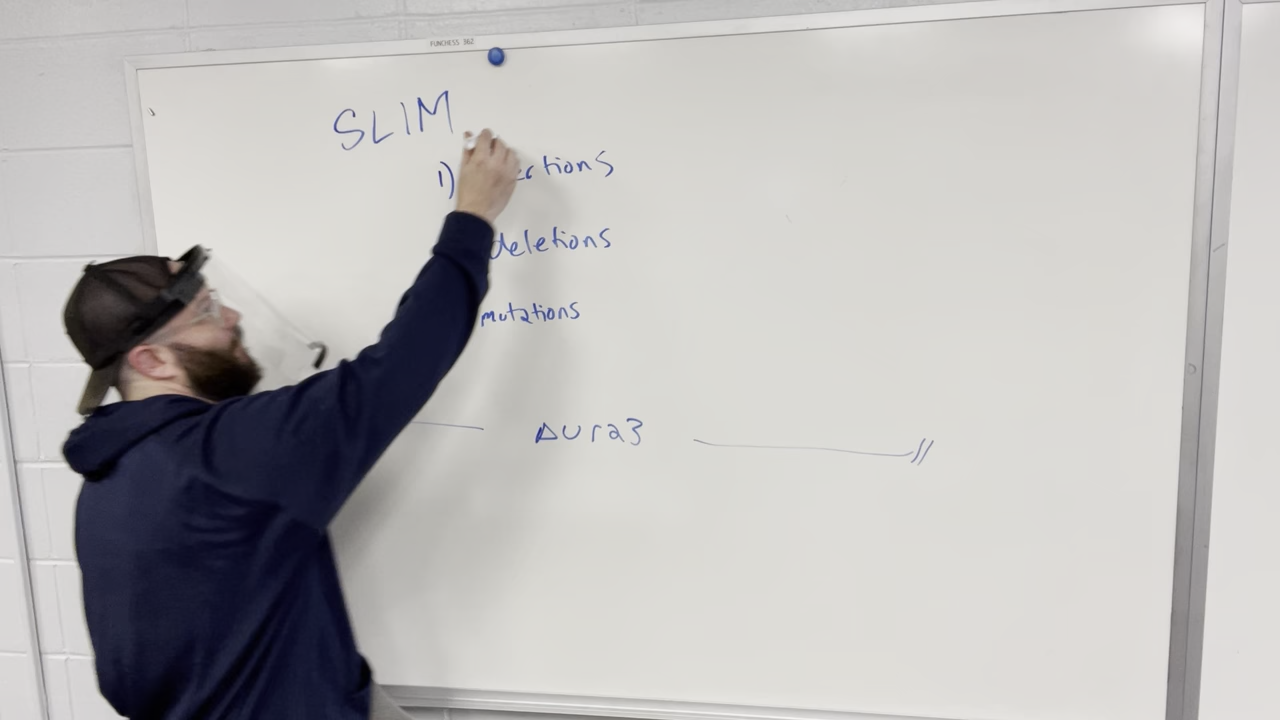 FUNCHESS 362
SLIM
1)
deletions
mutations
Δura3